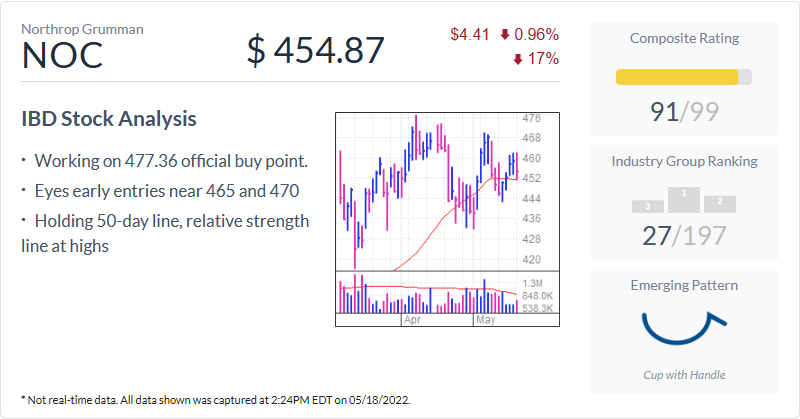 Northrop Grumman
NOC
$ 454.87
$4.41 0.96%
17%
IBD Stock Analysis
• Working on 477.36 official buy point.
• Eyes early entries near 465 and 470
• Holding 50-day line, relative strength
line at highs
476
468
460
452
444
436
428
420
1.3M
848.0K
538.3K
Apr
May
Composite Rating
91/99
Industry Group Ranking
3 1 2
27/197
Emerging Pattern
Cup with Handle
* Not real-time data. All data shown was captured at 2:24PM EDT on 05/18/2022.